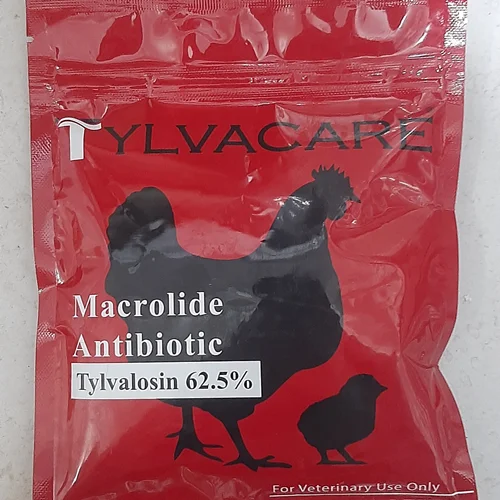 TYLVACARE
Macrolide
Antibiotic
Tylvalosin 62.5%
For Veterinary Use Only